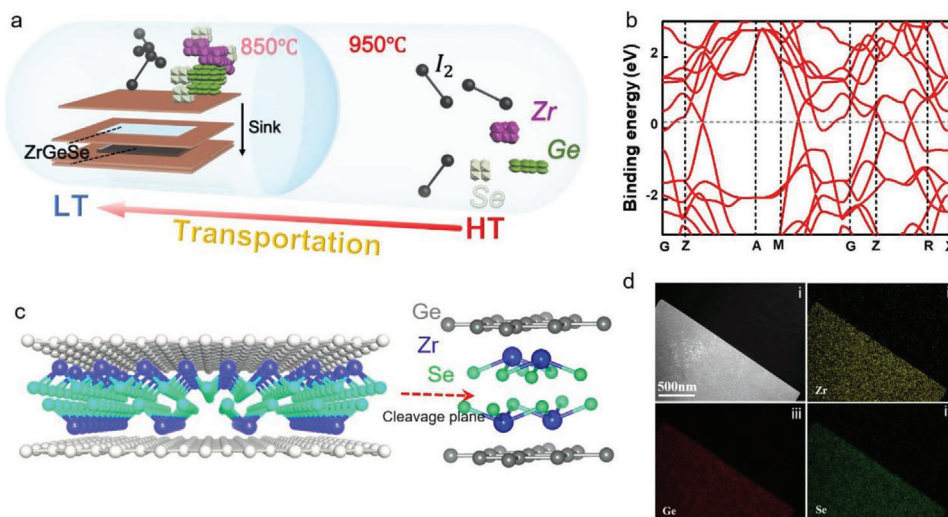 a
850℃
950℃
I₂
Zr
Ge
Se
Sink
ZrGeSe
LT
HT
Transportation
b
Binding energy (eV)
2
0
-2
G Z A M G Z R
c
Ge
Zr
Se
Cleavage plane
d
i
500nm
Zr
iii
Ge
Se